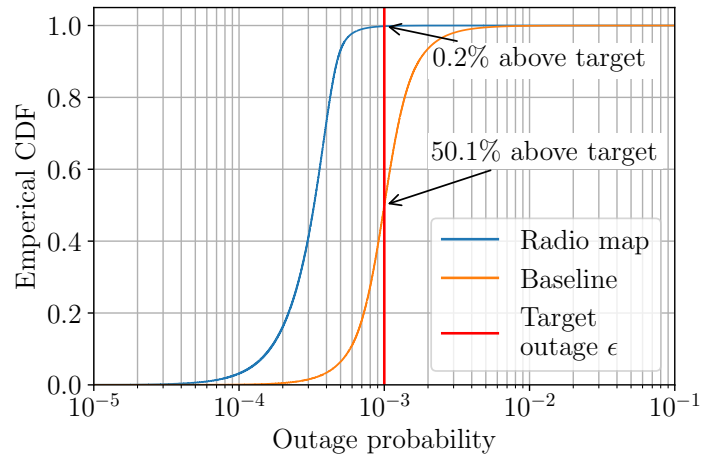 1.0
0.8
0.6
0.4
0.2
0.0
Emperical CDF
0.2% above target
50.1% above target
Radio map
Baseline
Target
outage ϵ
10⁻⁵
10⁻⁴
10⁻³
10⁻²
10⁻¹
Outage probability